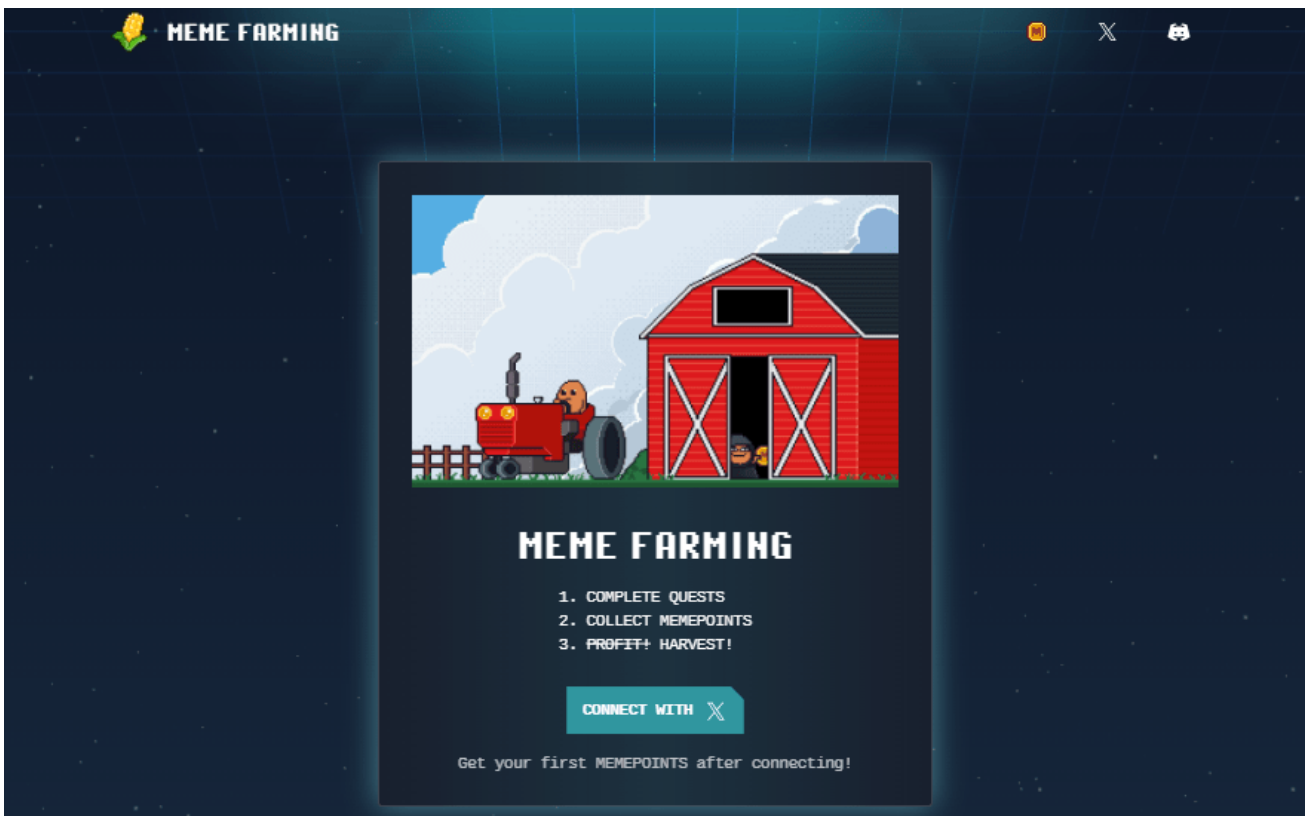 MEME FARMING
MEME FARMING
1. COMPLETE QUESTS
2. COLLECT MEMEPOINTS
3. PROFIT! HARVEST!
CONNECT WITH X
Get your first MEMEPOINTS after connecting!